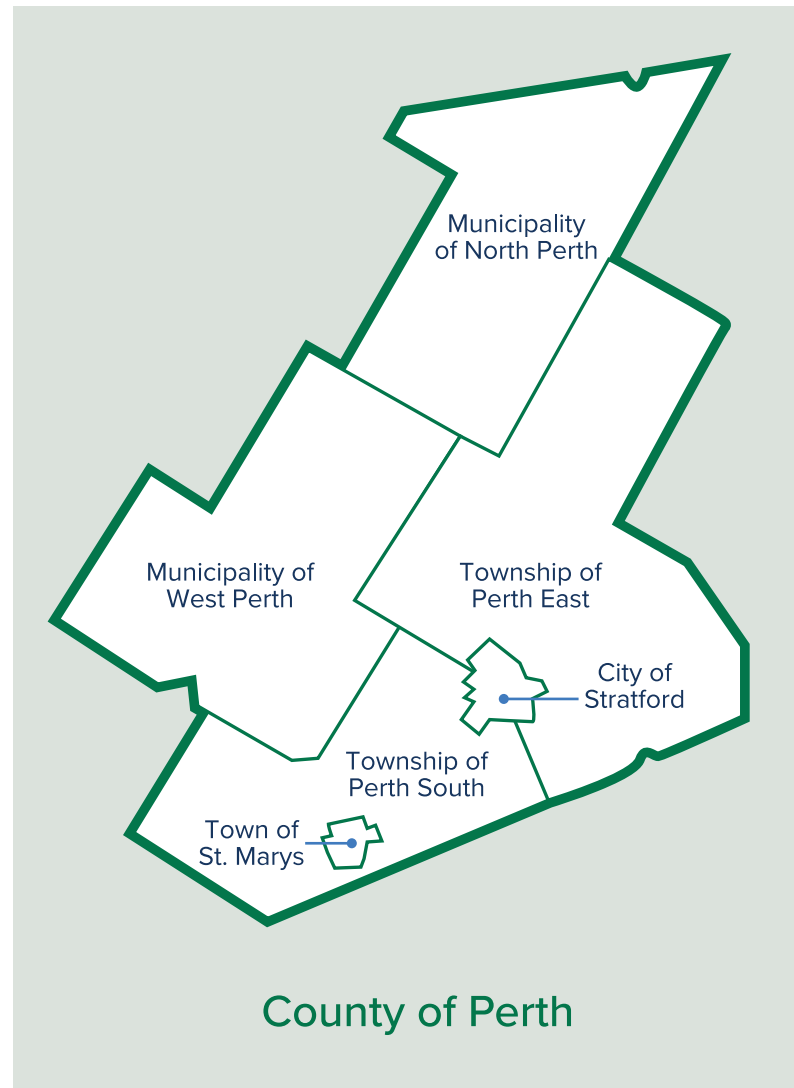 Municipality
of North Perth
Municipality of
West Perth
Township of
Perth East
City of
Stratford
Township of
Perth South
Town of
St. Marys
County of Perth